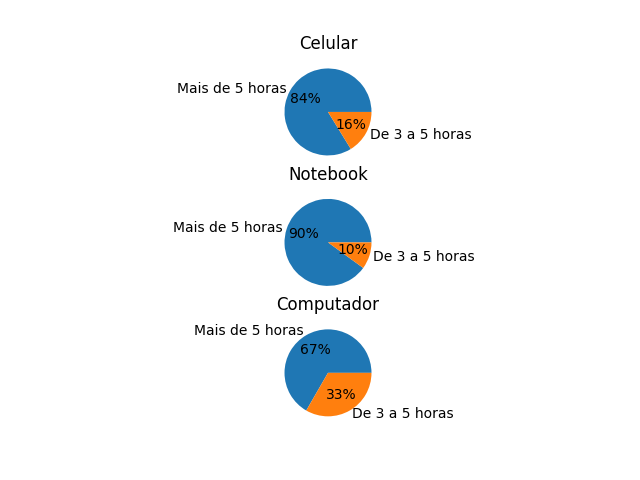 Celular
Mais de 5 horas
84%
16%
De 3 a 5 horas
Notebook
Mais de 5 horas
90%
10%
De 3 a 5 horas
Computador
Mais de 5 horas
67%
33%
De 3 a 5 horas